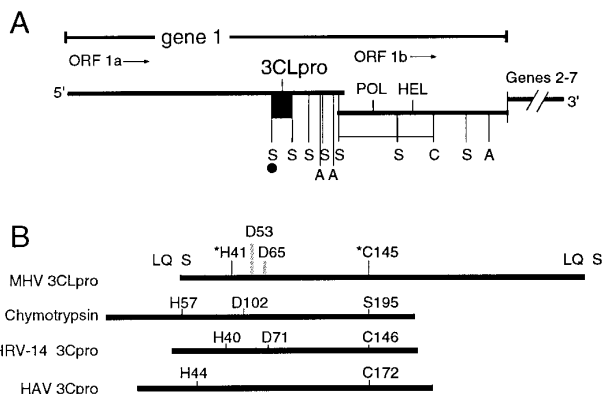 A
gene 1
ORF 1a
ORF 1b
3CLpro
POL HEL
Genes 2-7
5'
3'
S S S S S S C S A
A A
B
D53
LQ S *H41 D65 *C145 LQ S
MHV 3CLpro
H57 D102 S195
Chymotrypsin
H40 D71 C146
HRV-14 3Cpro
H44 C172
HAV 3Cpro